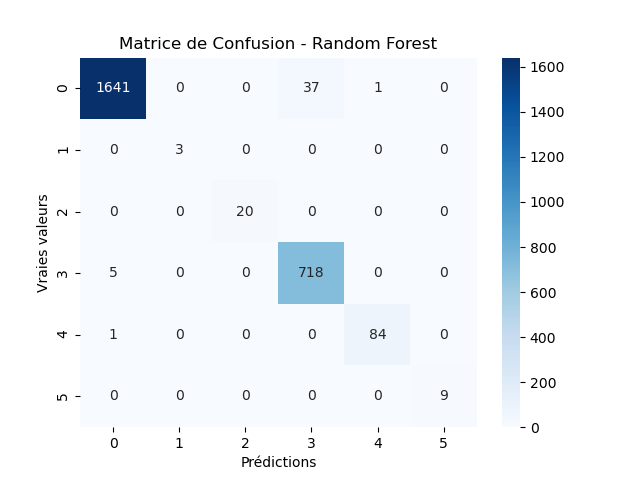 Matrice de Confusion - Random Forest
0 1641 0 0 37 1 0
1 0 3 0 0 0 0
2 0 0 20 0 0 0
3 5 0 0 718 0 0
4 1 0 0 0 84 0
5 0 0 0 0 0 9
0 1 2 3 4 5
Prédictions
Vraies valeurs
1600
1400
1200
1000
800
600
400
200
0